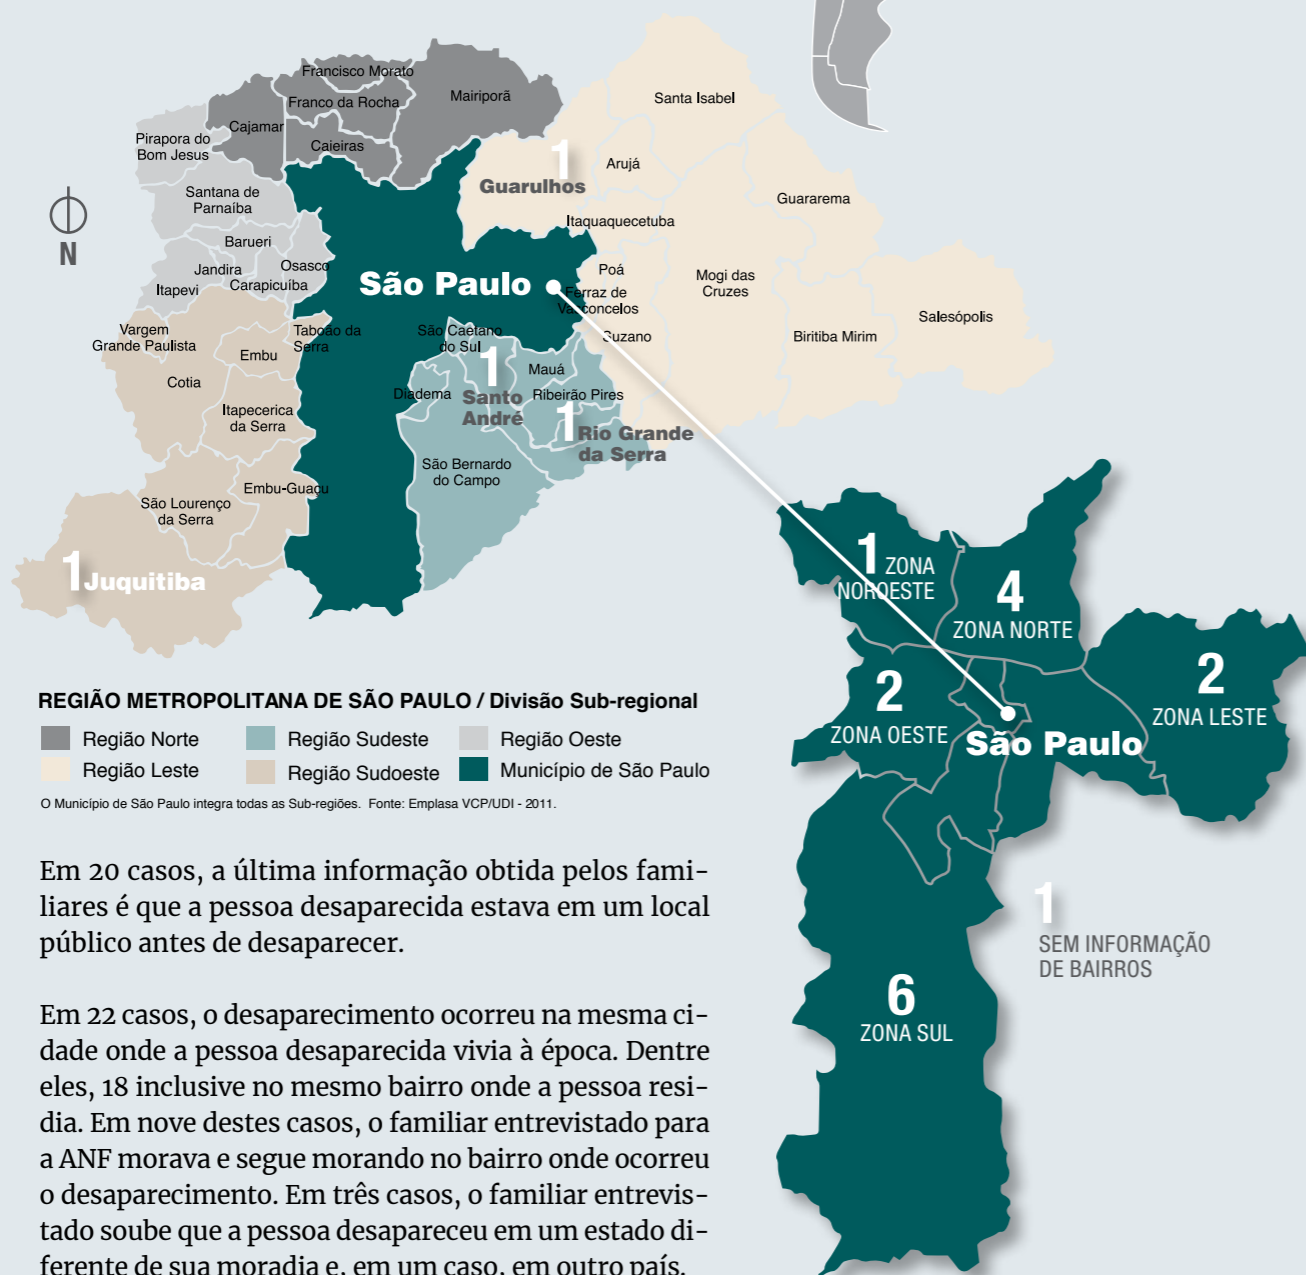 Francisco Morato
Franco da Rocha
Mairiporã
Cajamar
Caieiras
Pirapora do
Bom Jesus
Santana de
Parnaíba
Barueri
Jandira
Osasco
Itapevi
Carapicuíba
N
Santa Isabel
1
Guarulhos
Arujá
Guararema
Itaquaquecetuba
Poá
Ferraz de
Vasconcelos
Suzano
Mogi das
Cruzes
Biritiba Mirim
Salesópolis
São Paulo
Vargem
Grande Paulista
Taboão da
Serra
Embu
Cotia
Itapecerica
da Serra
São Caetano
do Sul
1
Santo
André
Mauá
Diadema
Ribeirão Pires
1
Rio Grande
da Serra
São Bernardo
do Campo
Embu-Guaçu
São Lourenço
da Serra
1 Juquitiba
REGIÃO METROPOLITANA DE SÃO PAULO / Divisão Sub-regional
Região Norte
Região Sudeste
Região Oeste
Região Leste
Região Sudoeste
Município de São Paulo
O Município de São Paulo integra todas as Sub-regiões. Fonte: Emplasa VCP/UDI - 2011.
1 ZONA
NOROESTE
4
ZONA NORTE
2
ZONA OESTE
São Paulo
2
ZONA LESTE
6
ZONA SUL
1
SEM INFORMAÇÃO
DE BAIRROS
Em 20 casos, a última informação obtida pelos fami-
liares é que a pessoa desaparecida estava em um local
público antes de desaparecer.
Em 22 casos, o desaparecimento ocorreu na mesma ci-
dade onde a pessoa desaparecida vivia à época. Dentre
eles, 18 inclusive no mesmo bairro onde a pessoa resi-
dia. Em nove destes casos, o familiar entrevistado para
a ANF morava e segue morando no bairro onde ocorreu
o desaparecimento. Em três casos, o familiar entrevis-
tado soube que a pessoa desapareceu em um estado di-
ferente de sua moradia e, em um caso, em outro país.